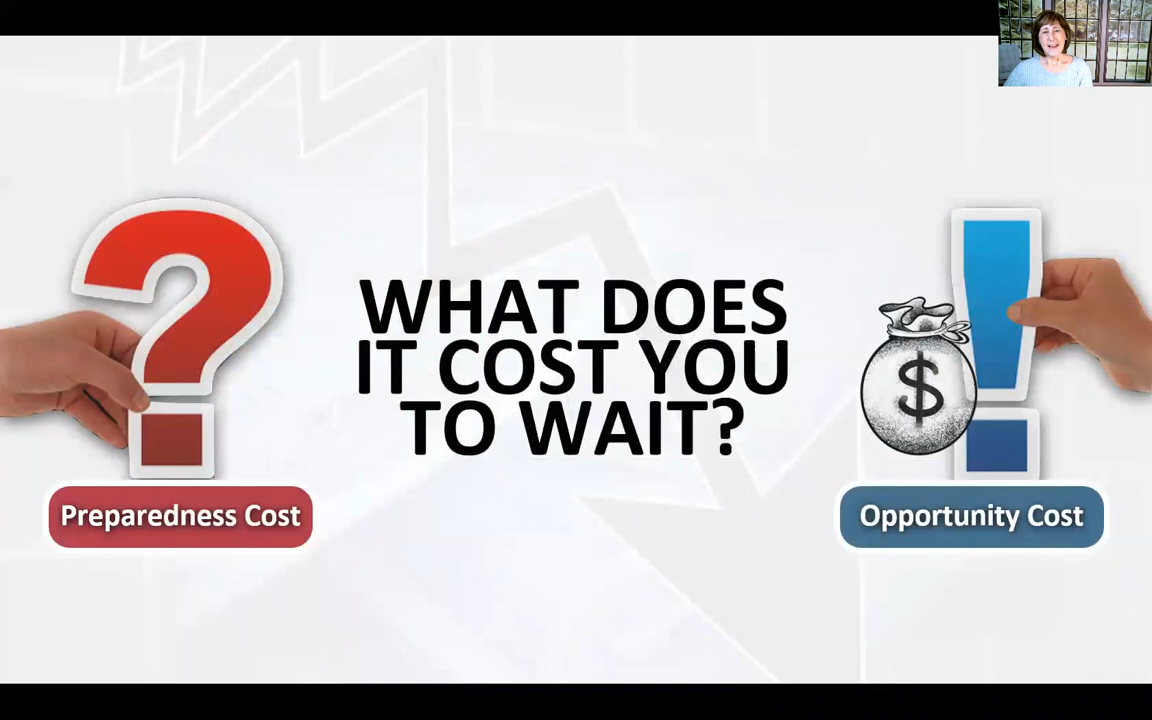 WHAT DOES
IT COST YOU
TO WAIT?
$
Preparedness Cost
Opportunity Cost